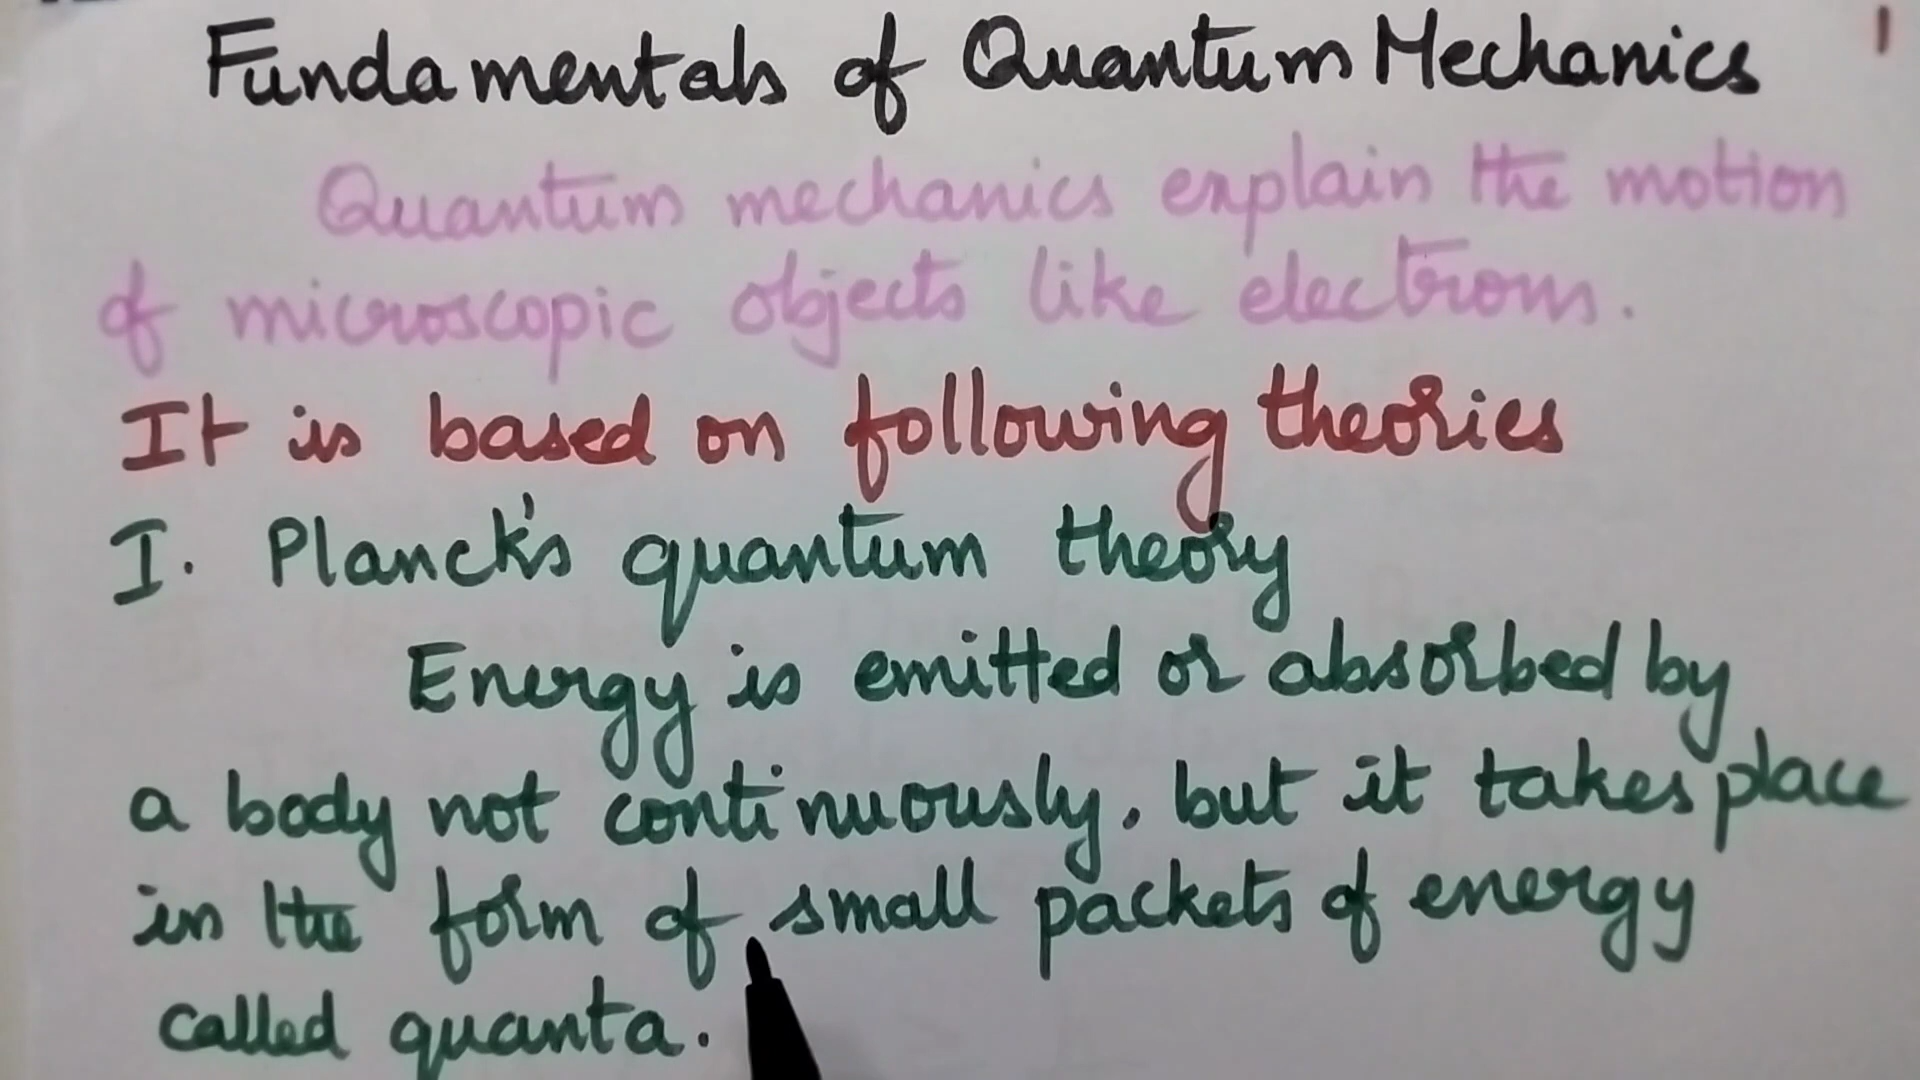 Fundamentals of Quantum Mechanics
1
Quantum mechanics explain the motion
of microscopic objects like electrons.
It is based on following theories
I. Planck's quantum theory
Energy is emitted or absorbed by
a body not continuously, but it takes place
in the form of small packets of energy
called quanta.